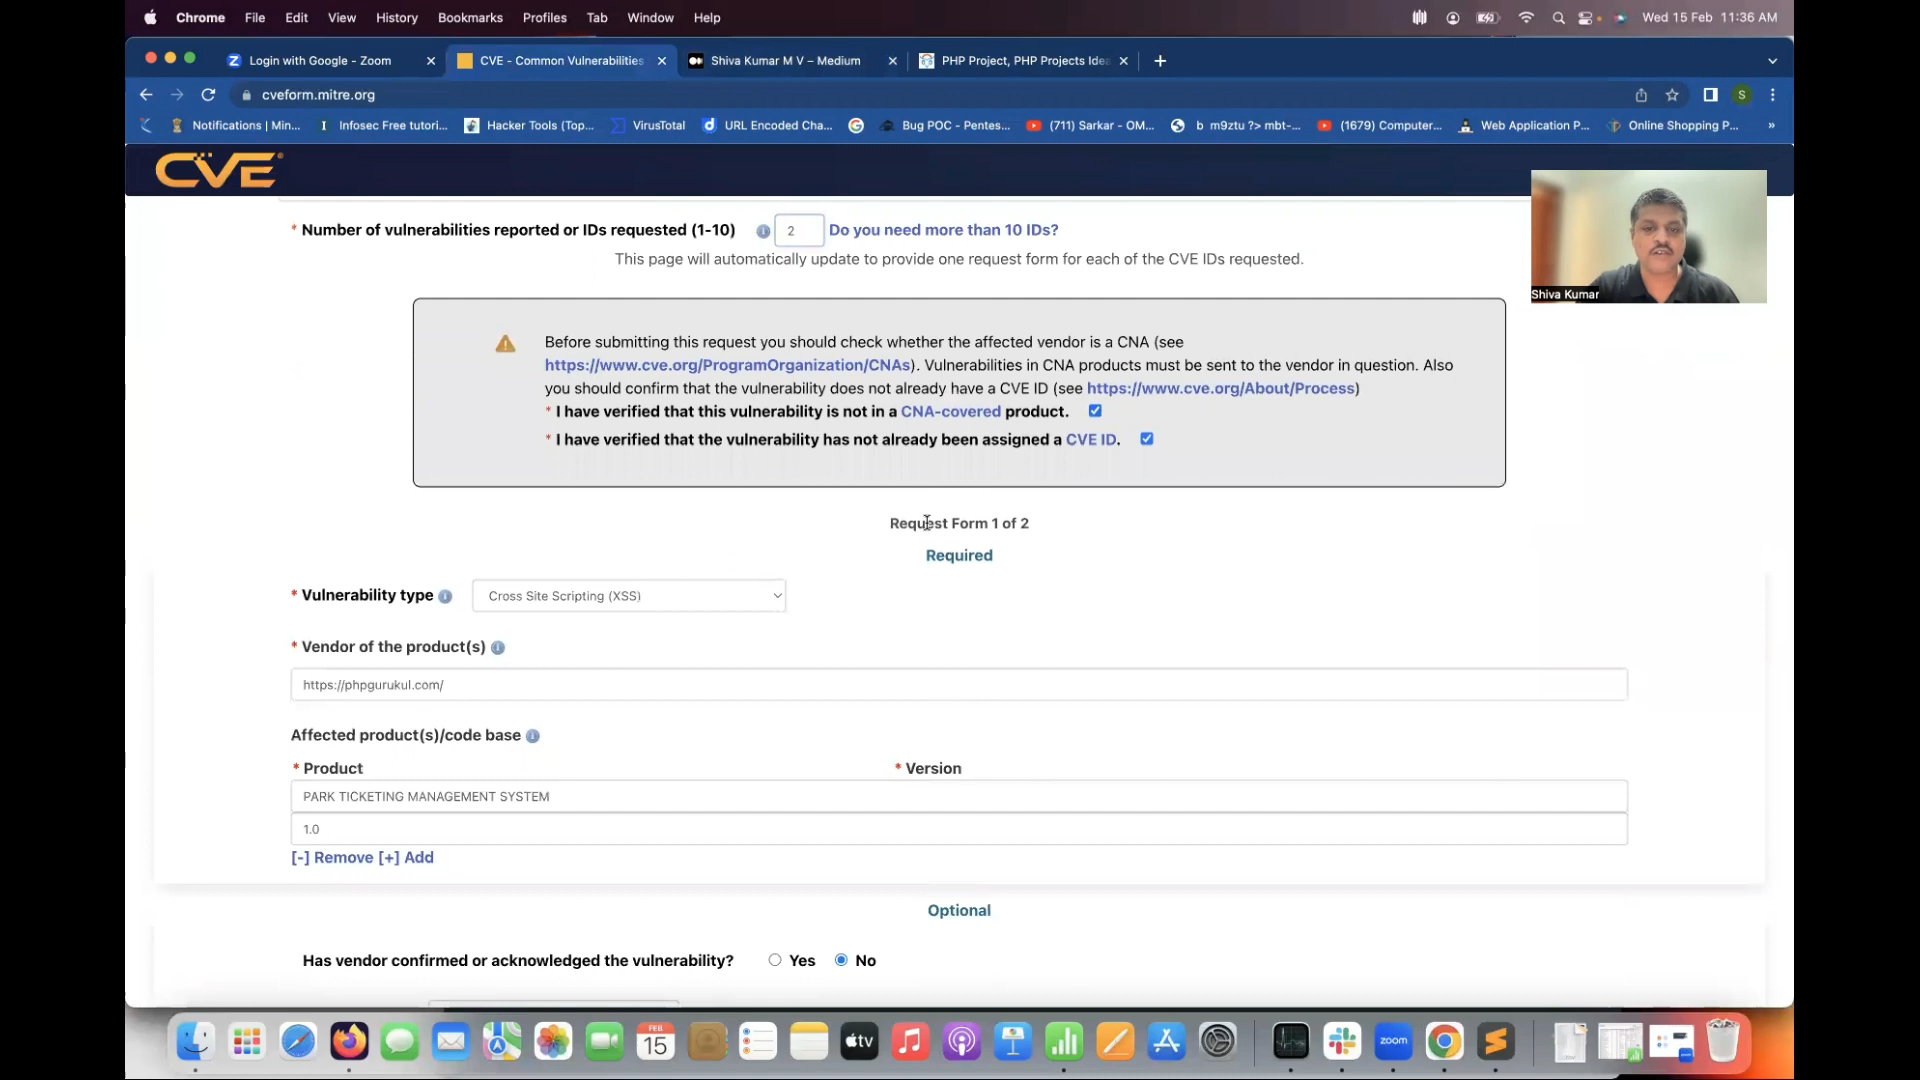 Chrome File Edit View History Bookmarks Profiles Tab Window Help Wed 15 Feb 11:36 AM
Login with Google - Zoom CVE - Common Vulnerabilities Shiva Kumar M V – Medium PHP Project, PHP Projects Idea
cveform.mitre.org S
Notifications | Min... Infosec Free tutori... Hacker Tools (Top... VirusTotal URL Encoded Cha... Bug POC - Pentes... (711) Sarkar - OM... b m9ztu ?> mbt-... (1679) Computer... Web Application P... Online Shopping P... »
CVE
* Number of vulnerabilities reported or IDs requested (1-10) 2 Do you need more than 10 IDs?
This page will automatically update to provide one request form for each of the CVE IDs requested.
Shiva Kumar
Before submitting this request you should check whether the affected vendor is a CNA (see
https://www.cve.org/ProgramOrganization/CNAs). Vulnerabilities in CNA products must be sent to the vendor in question. Also
you should confirm that the vulnerability does not already have a CVE ID (see https://www.cve.org/About/Process)
* I have verified that this vulnerability is not in a CNA-covered product.
* I have verified that the vulnerability has not already been assigned a CVE ID.
Request Form 1 of 2
Required
* Vulnerability type Cross Site Scripting (XSS)
* Vendor of the product(s)
https://phpgurukul.com/
Affected product(s)/code base
* Product * Version
PARK TICKETING MANAGEMENT SYSTEM
1.0
[-] Remove [+] Add
Optional
Has vendor confirmed or acknowledged the vulnerability? Yes No
FEB
15
tv
zoom